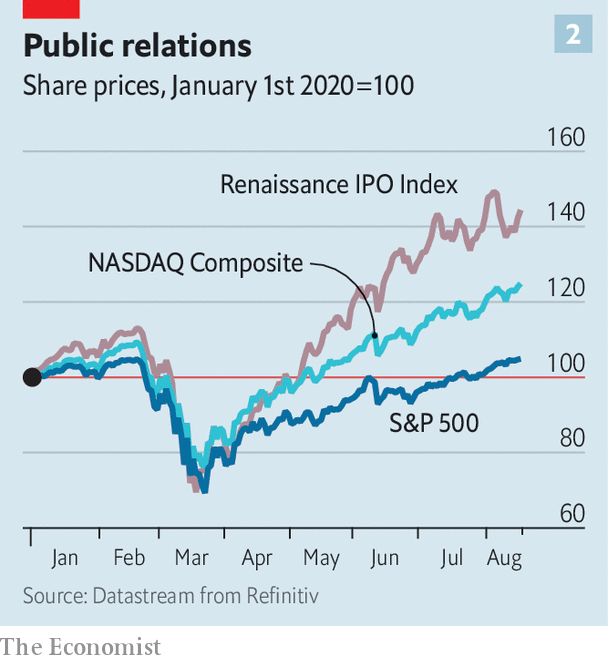 Public relations
2
Share prices, January 1st 2020=100
160
Renaissance IPO Index
140
NASDAQ Composite
120
100
S&P 500
80
60
Jan Feb Mar Apr May Jun Jul Aug
Source: Datastream from Refinitiv
The Economist